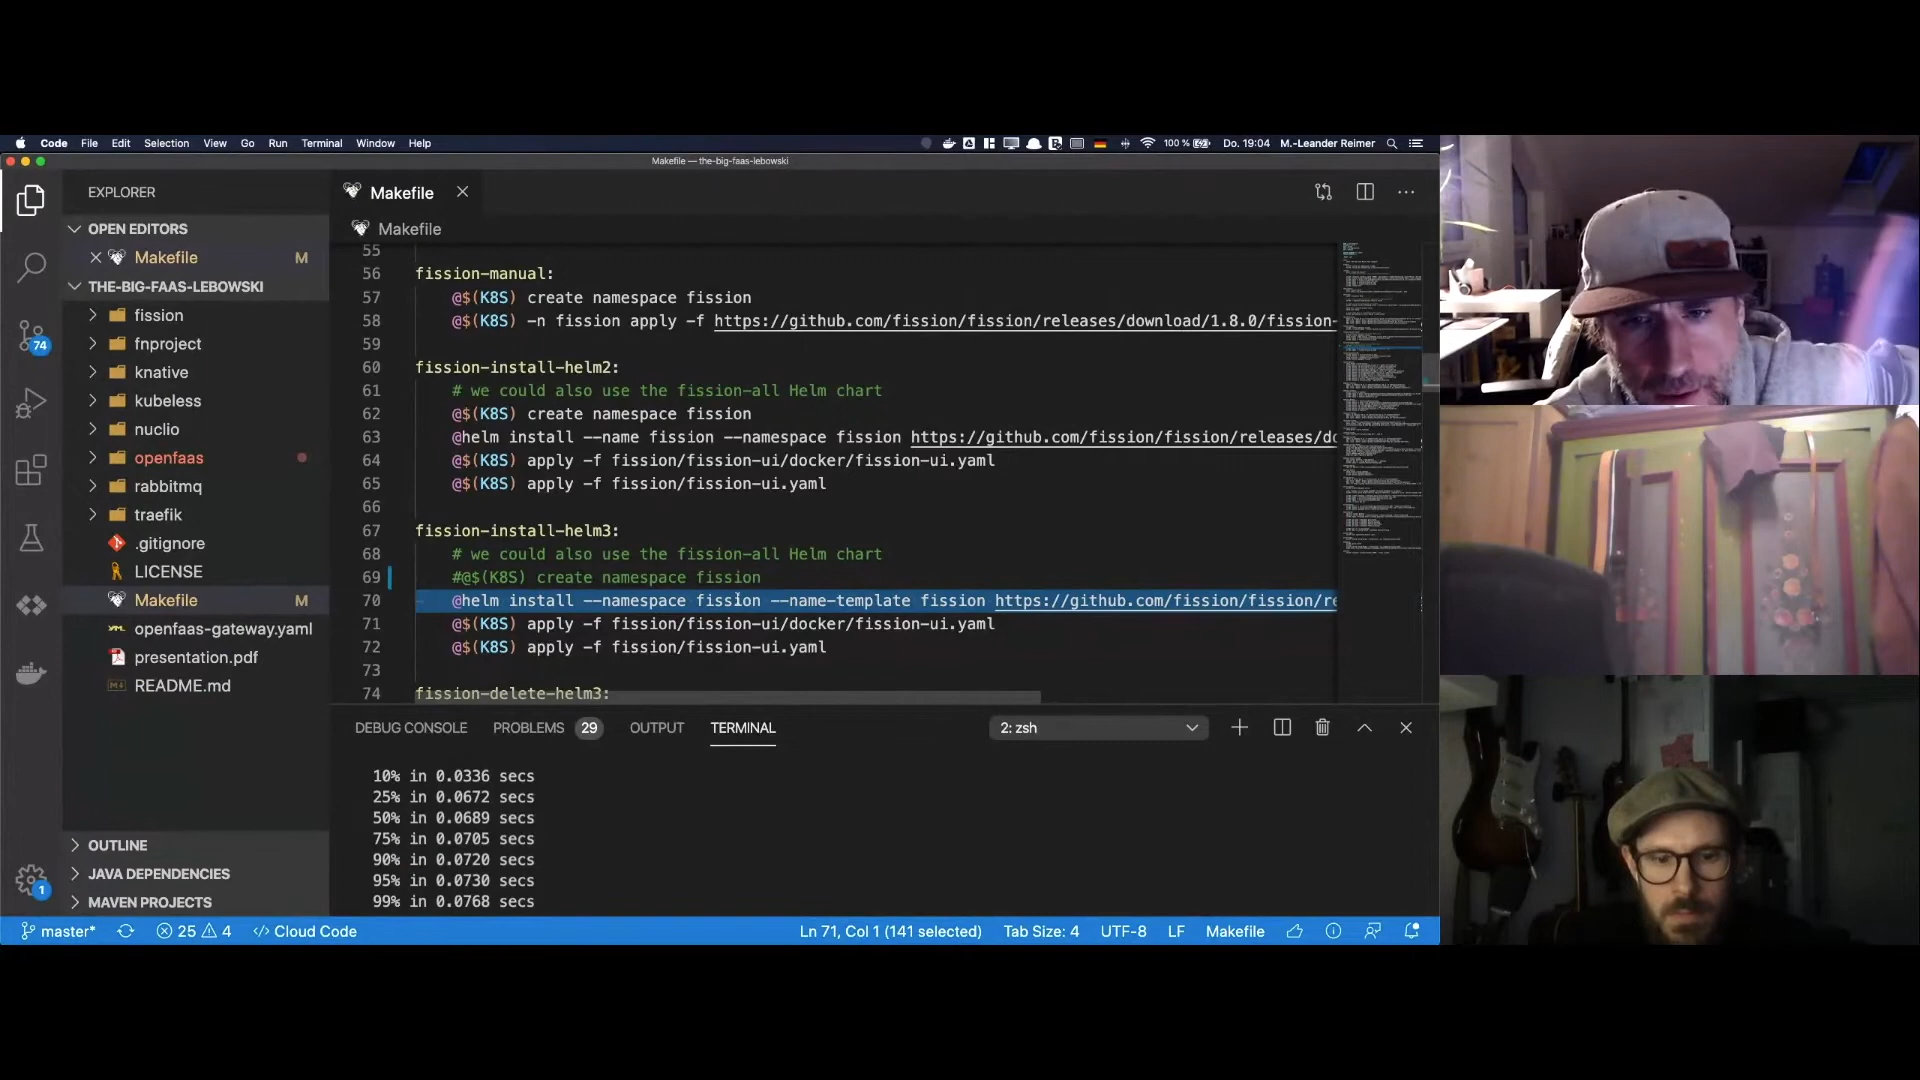 Code File Edit Selection View Go Run Terminal Window Help 100 % Do. 19:04 M.-Leander Reimer
Makefile — the-big-faas-lebowski
EXPLORER
OPEN EDITORS
Makefile M
THE-BIG-FAAS-LEBOWSKI
fission
fnproject
knative
kubeless
nuclio
openfaas
rabbitmq
traefik
.gitignore
LICENSE
Makefile M
openfaas-gateway.yaml
presentation.pdf
README.md
OUTLINE
JAVA DEPENDENCIES
MAVEN PROJECTS
74
1
Makefile
Makefile
55
56 fission-manual:
57 @$(K8S) create namespace fission
58 @$(K8S) -n fission apply -f https://github.com/fission/fission/releases/download/1.8.0/fission-
59
60 fission-install-helm2:
61 # we could also use the fission-all Helm chart
62 @$(K8S) create namespace fission
63 @helm install --name fission --namespace fission https://github.com/fission/fission/releases/do
64 @$(K8S) apply -f fission/fission-ui/docker/fission-ui.yaml
65 @$(K8S) apply -f fission/fission-ui.yaml
66
67 fission-install-helm3:
68 # we could also use the fission-all Helm chart
69 #@$(K8S) create namespace fission
70 @helm install --namespace fission --name-template fission https://github.com/fission/fission/re
71 @$(K8S) apply -f fission/fission-ui/docker/fission-ui.yaml
72 @$(K8S) apply -f fission/fission-ui.yaml
73
74 fission-delete-helm3:
DEBUG CONSOLE PROBLEMS 29 OUTPUT TERMINAL 2: zsh
10% in 0.0336 secs
25% in 0.0672 secs
50% in 0.0689 secs
75% in 0.0705 secs
90% in 0.0720 secs
95% in 0.0730 secs
99% in 0.0768 secs
master* 25 4 Cloud Code Ln 71, Col 1 (141 selected) Tab Size: 4 UTF-8 LF Makefile